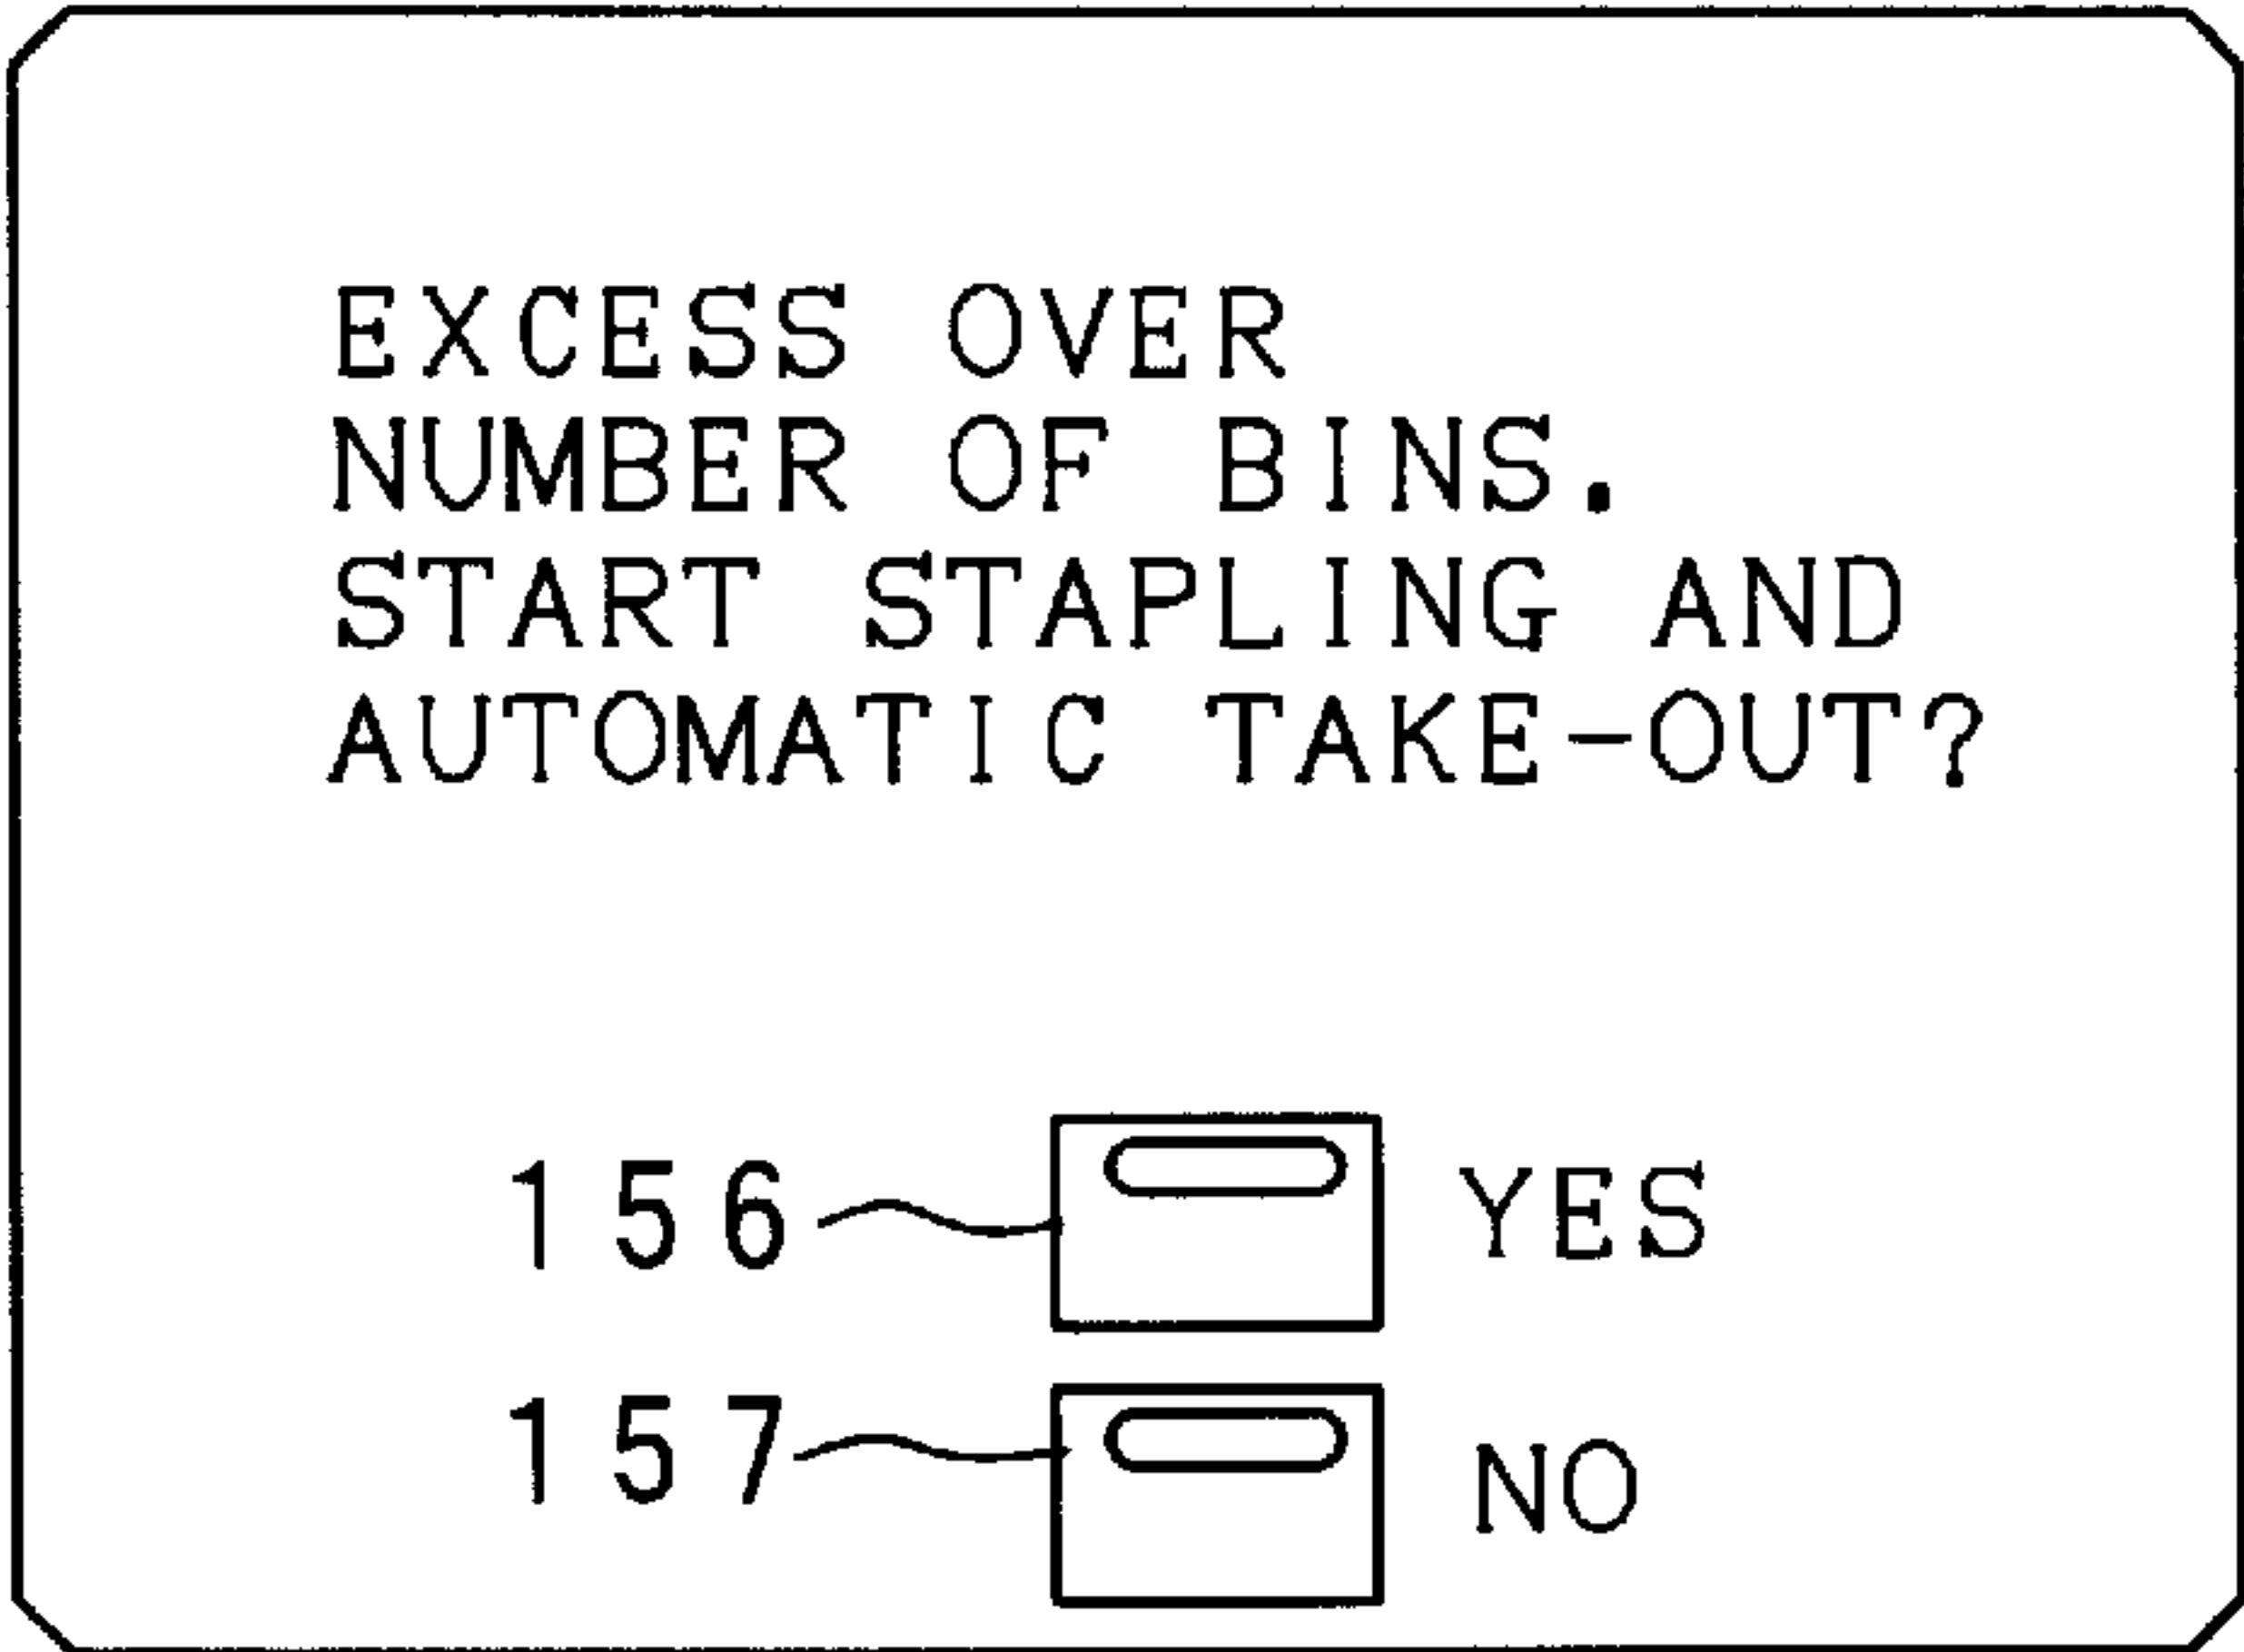 EXCESS OVER
NUMBER OF BINS.
START STAPLING AND
AUTOMATIC TAKE-OUT?
156 YES
157 NO